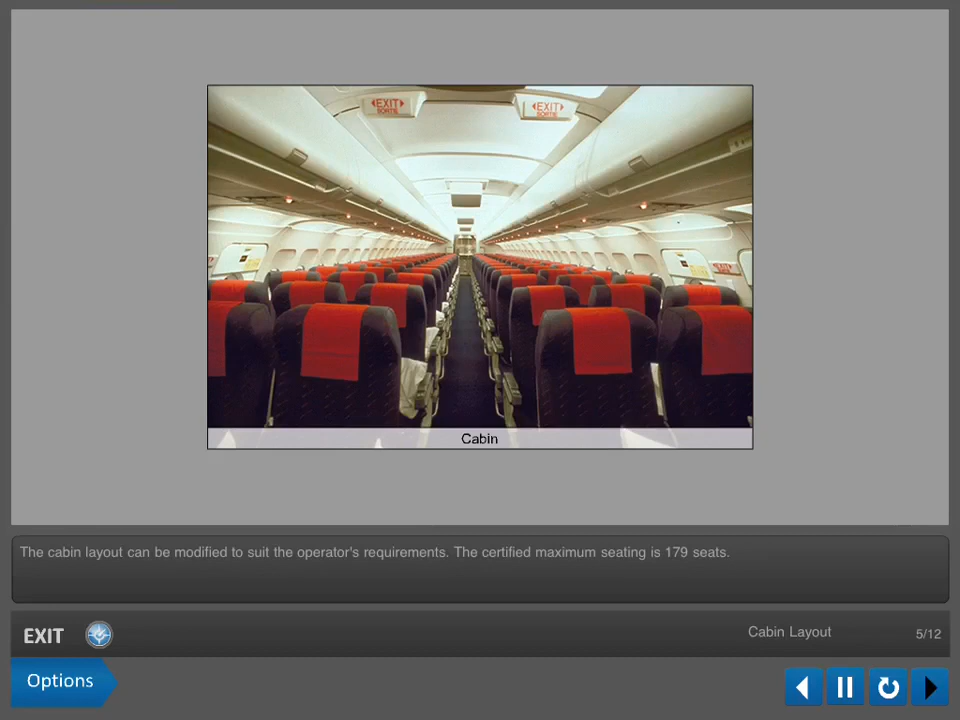 EXIT EXIT
SORTIE SORTIE
Cabin
The cabin layout can be modified to suit the operator's requirements. The certified maximum seating is 179 seats.
EXIT
Cabin Layout
5/12
Options